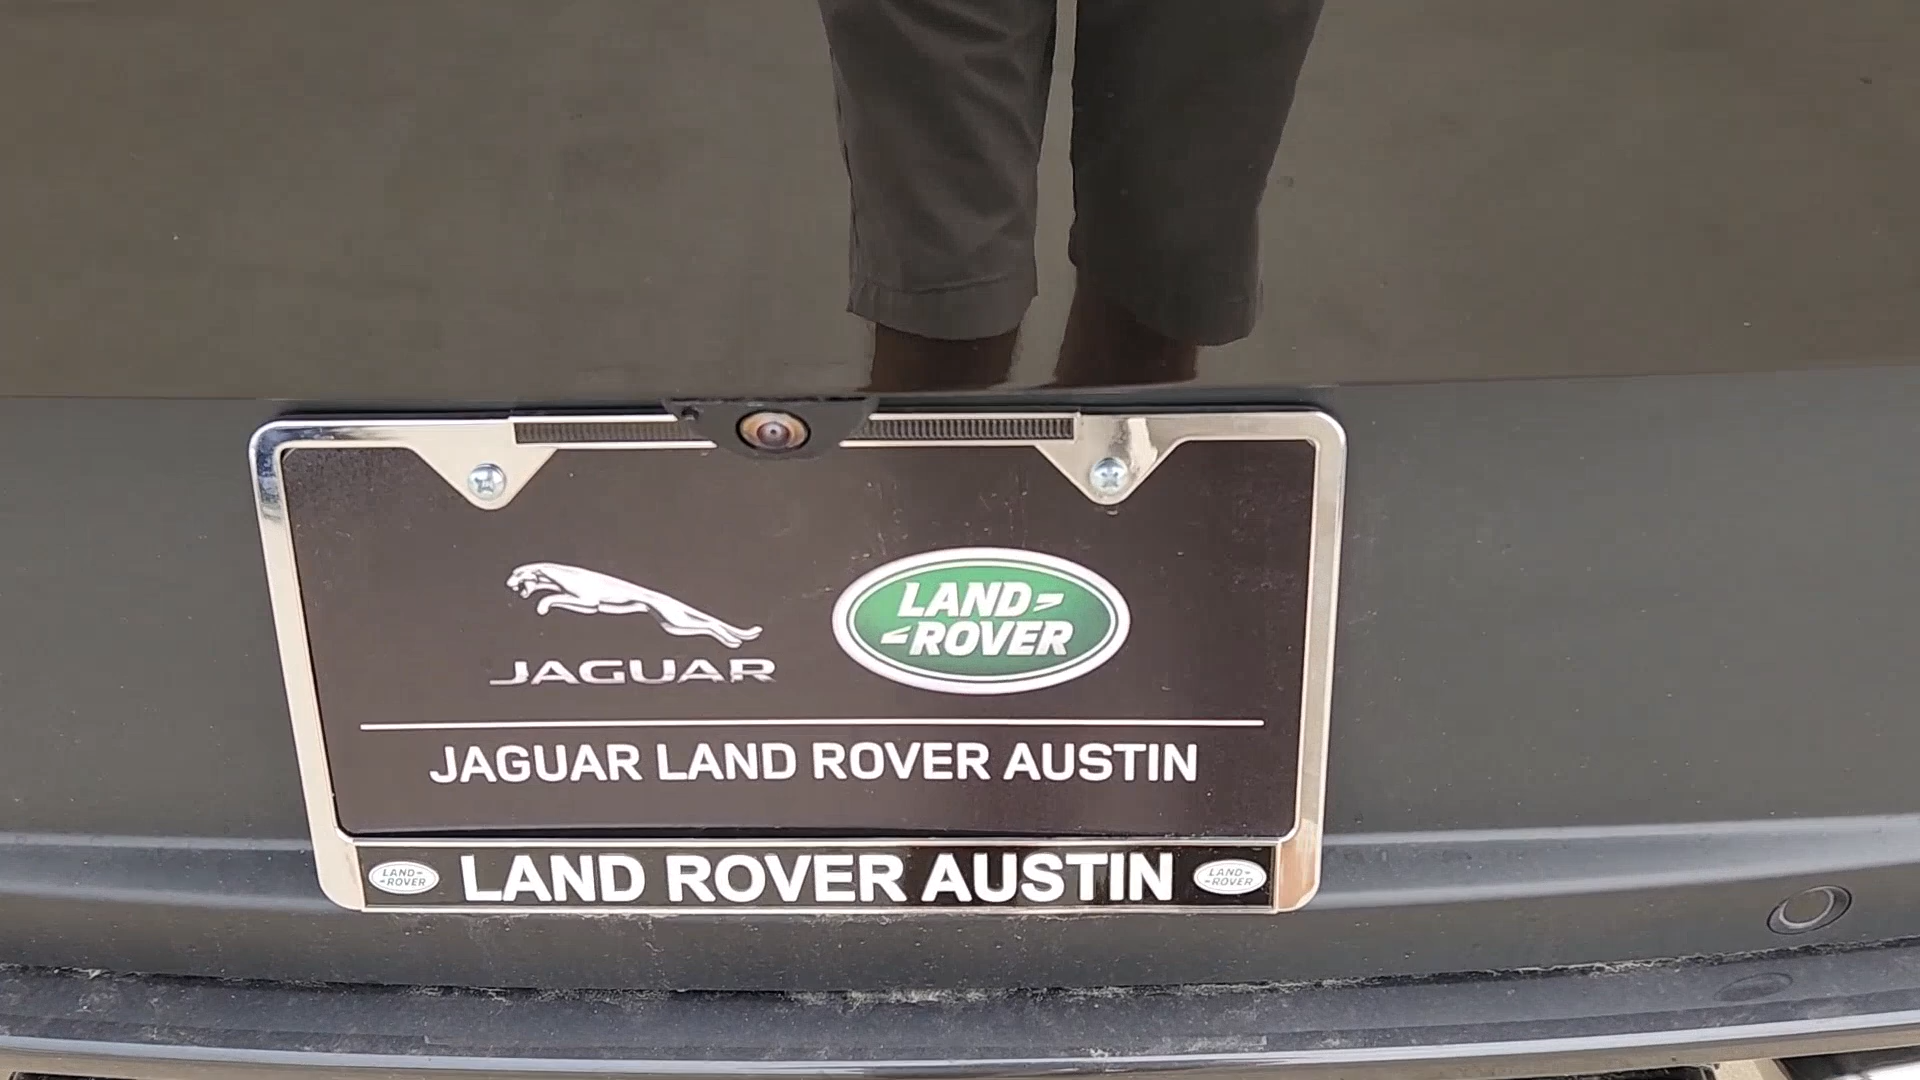 JAGUAR
LAND
ROVER
JAGUAR LAND ROVER AUSTIN
LAND
ROVER
LAND ROVER AUSTIN
LAND
ROVER